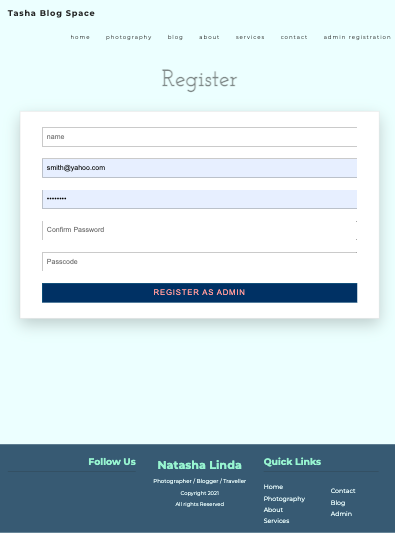 Tasha Blog Space
home photography blog about services contact admin registration
Register
name
smith@yahoo.com
••••••••
Confirm Password
Passcode
REGISTER AS ADMIN
Follow Us
Natasha Linda
Photographer / Blogger / Traveller
Copyright 2021
All rights Reserved
Quick Links
Home
Photography
About
Services
Contact
Blog
Admin